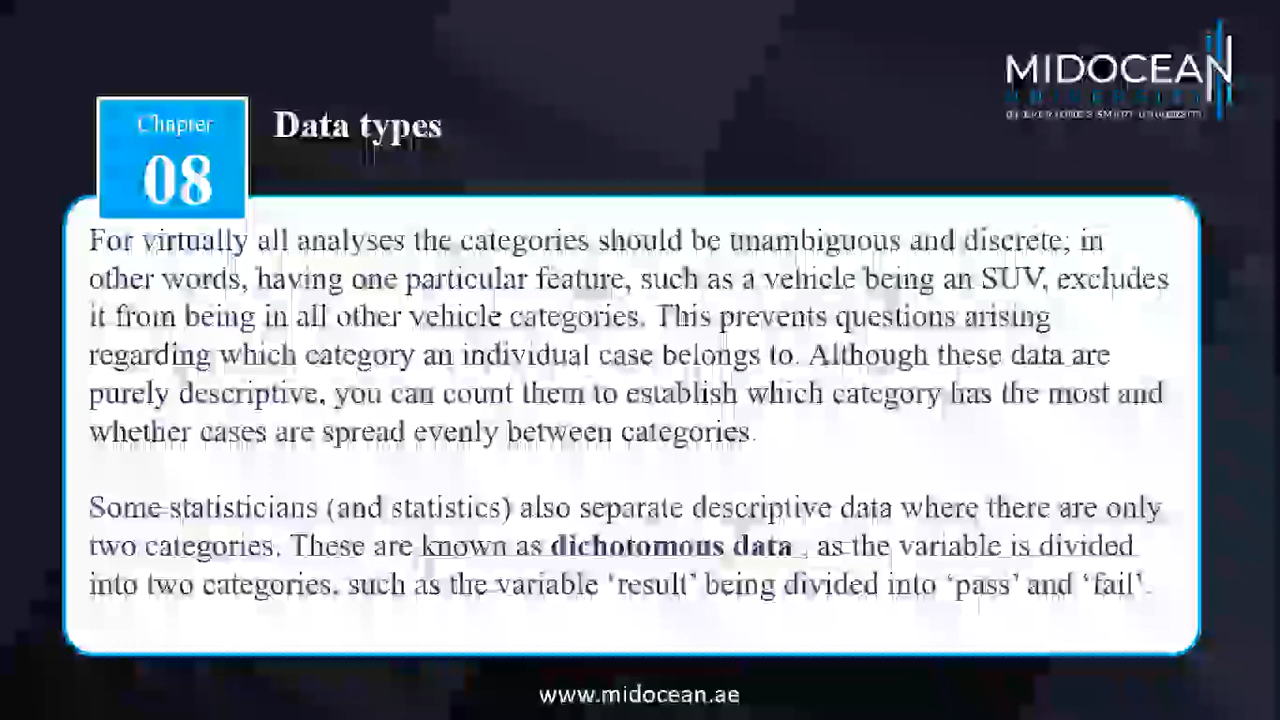 MIDOCEAN
Chapter
08
Data types
For virtually all analyses the categories should be unambiguous and discrete; in
other words, having one particular feature, such as a vehicle being an SUV, excludes
it from being in all other vehicle categories. This prevents questions arising
regarding which category an individual case belongs to. Although these data are
purely descriptive, you can count them to establish which category has the most and
whether cases are spread evenly between categories.
Some statisticians (and statistics) also separate descriptive data where there are only
two categories. These are known as dichotomous data , as the variable is divided
into two categories, such as the variable ‘result’ being divided into ‘pass’ and ‘fail’.
www.midocean.ae